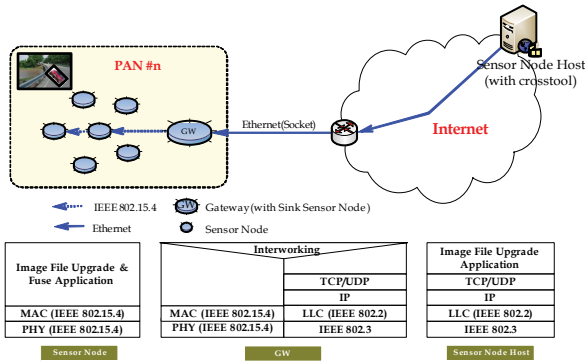 PAN #n
Sensor Node Host
(with crosstool)
Internet
Ethernet(Socket)
GW
IEEE 802.15.4
GW
Gateway (with Sink Sensor Node)
Ethernet
Sensor Node
Image File Upgrade &
Fuse Application
MAC (IEEE 802.15.4)
PHY (IEEE 802.15.4)
Sensor Node
Interworking
TCP/UDP
IP
MAC (IEEE 802.15.4)
LLC (IEEE 802.2)
PHY (IEEE 802.15.4)
IEEE 802.3
GW
Image File Upgrade
Application
TCP/UDP
IP
LLC (IEEE 802.2)
IEEE 802.3
Sensor Node Host